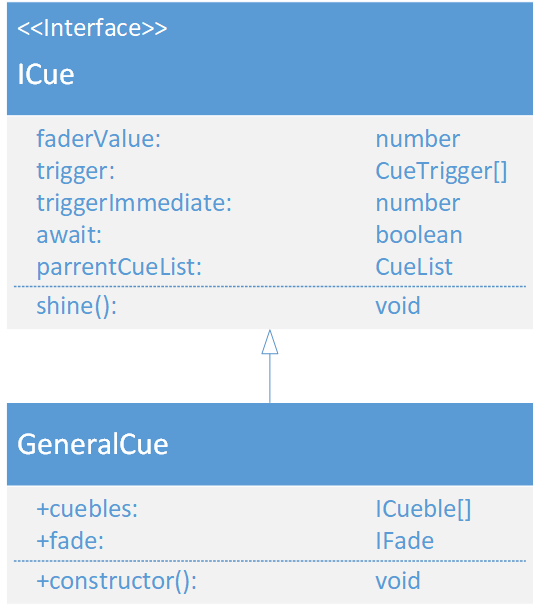 <<Interface>>
ICue
faderValue: number
trigger: CueTrigger[]
triggerImmediate: number
await: boolean
parrentCueList: CueList
shine(): void
GeneralCue
+cuebles: ICueble[]
+fade: IFade
+constructor(): void